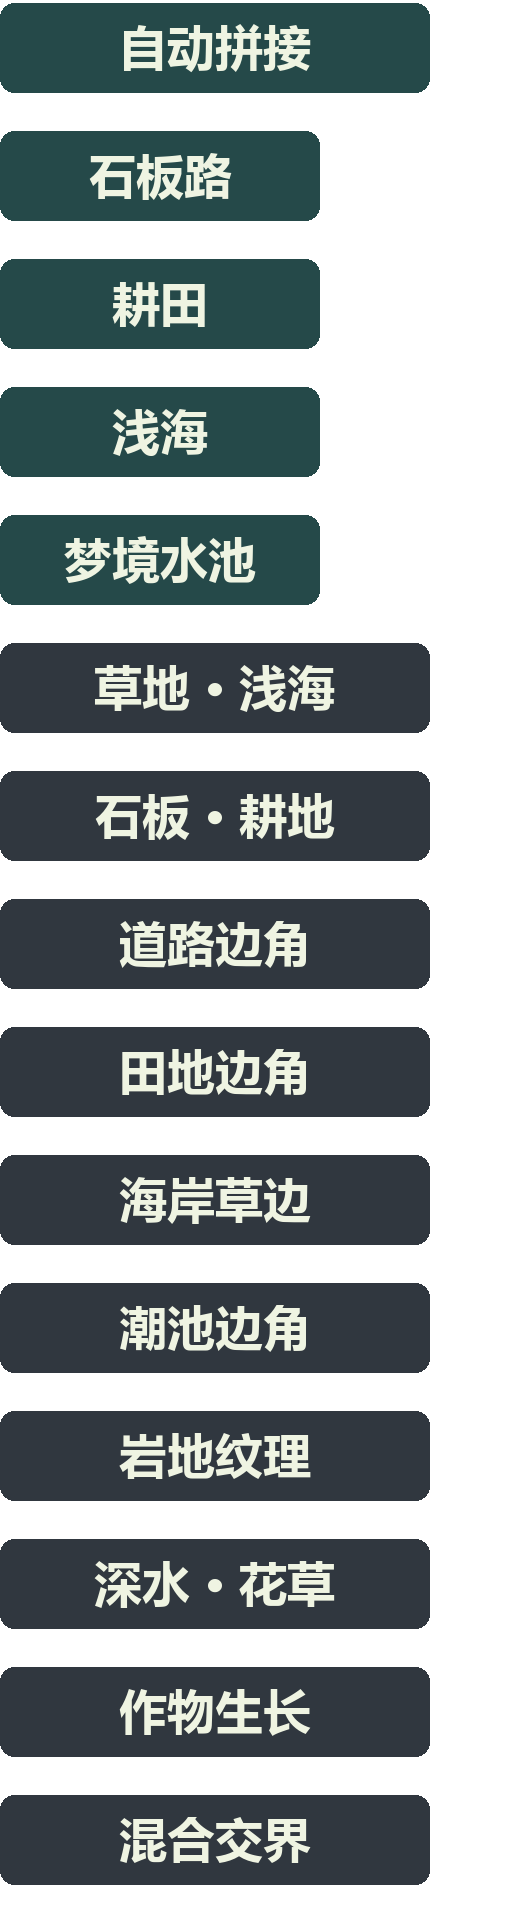 自动拼接
石板路
耕田
浅海
梦境水池
草地・浅海
石板・耕地
道路边角
田地边角
海岸草边
潮池边角
岩地纹理
深水・花草
作物生长
混合交界